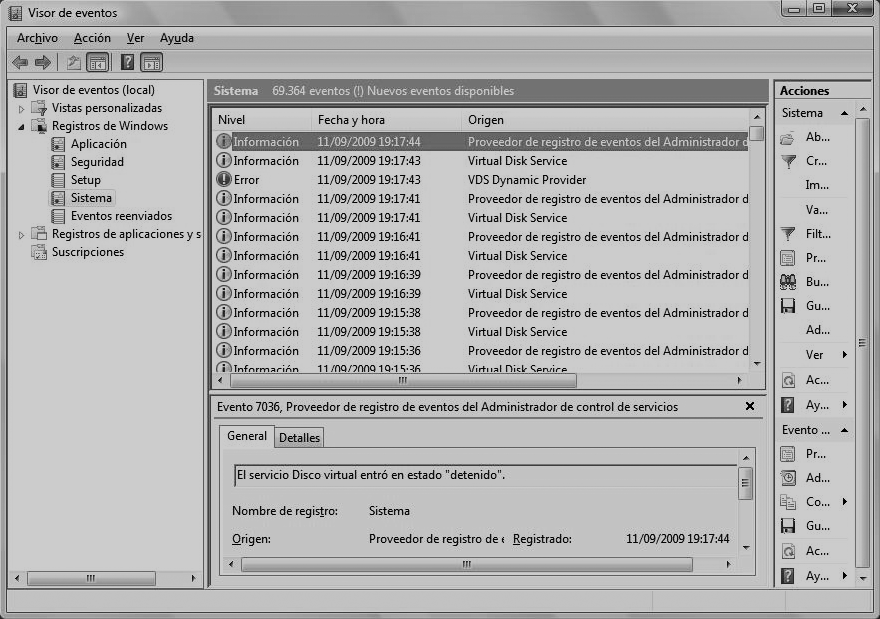 Visor de eventos
Archivo Acción Ver Ayuda
Visor de eventos (local)
Vistas personalizadas
Registros de Windows
Aplicación
Seguridad
Setup
Sistema
Eventos reenviados
Registros de aplicaciones y s
Suscripciones
Sistema 69.364 eventos (!) Nuevos eventos disponibles
Nivel Fecha y hora Origen
Información 11/09/2009 19:17:44 Proveedor de registro de eventos del Administrador d
Información 11/09/2009 19:17:43 Virtual Disk Service
Error 11/09/2009 19:17:43 VDS Dynamic Provider
Información 11/09/2009 19:17:41 Proveedor de registro de eventos del Administrador d
Información 11/09/2009 19:17:41 Virtual Disk Service
Información 11/09/2009 19:16:41 Proveedor de registro de eventos del Administrador d
Información 11/09/2009 19:16:41 Virtual Disk Service
Información 11/09/2009 19:16:39 Proveedor de registro de eventos del Administrador d
Información 11/09/2009 19:16:39 Virtual Disk Service
Información 11/09/2009 19:15:38 Proveedor de registro de eventos del Administrador d
Información 11/09/2009 19:15:38 Virtual Disk Service
Información 11/09/2009 19:15:36 Proveedor de registro de eventos del Administrador d
Información 11/09/2009 19:15:36 Virtual Disk Service
Evento 7036, Proveedor de registro de eventos del Administrador de control de servicios
General Detalles
El servicio Disco virtual entró en estado "detenido".
Nombre de registro: Sistema
Origen: Proveedor de registro de e Registrado: 11/09/2009 19:17:44
Acciones
Sistema
Ab...
Cr...
Im...
Va...
Filt...
Pr...
Bu...
Gu...
Ad...
Ver
Ac...
Ay...
Evento ...
Pr...
Ad...
Co...
Gu...
Ac...
Ay...